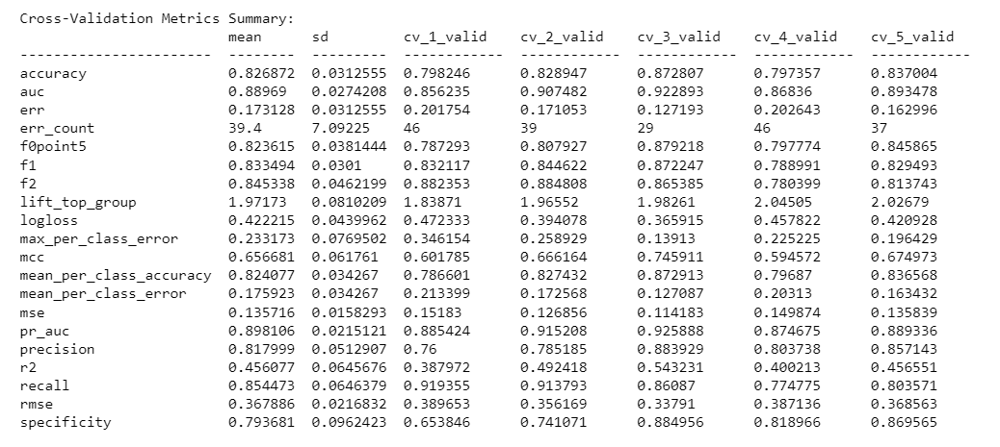 Cross-Validation Metrics Summary:
mean sd cv_1_valid cv_2_valid cv_3_valid cv_4_valid cv_5_valid
----------------------- -------- --------- ------------ ------------ ------------ ------------ ------------
accuracy 0.826872 0.0312555 0.798246 0.828947 0.872807 0.797357 0.837004
auc 0.88969 0.0274208 0.856235 0.907482 0.922893 0.86836 0.893478
err 0.173128 0.0312555 0.201754 0.171053 0.127193 0.202643 0.162996
err_count 39.4 7.09225 46 39 29 46 37
f0point5 0.823615 0.0381444 0.787293 0.807927 0.879218 0.797774 0.845865
f1 0.833494 0.0301 0.832117 0.844622 0.872247 0.788991 0.829493
f2 0.845338 0.0462199 0.882353 0.884808 0.865385 0.780399 0.813743
lift_top_group 1.97173 0.0810209 1.83871 1.96552 1.98261 2.04505 2.02679
logloss 0.422215 0.0439962 0.472333 0.394078 0.365915 0.457822 0.420928
max_per_class_error 0.233173 0.0769502 0.346154 0.258929 0.13913 0.225225 0.196429
mcc 0.656681 0.061761 0.601785 0.666164 0.745911 0.594572 0.674973
mean_per_class_accuracy 0.824077 0.034267 0.786601 0.827432 0.872913 0.79687 0.836568
mean_per_class_error 0.175923 0.034267 0.213399 0.172568 0.127087 0.20313 0.163432
mse 0.135716 0.0158293 0.15183 0.126856 0.114183 0.149874 0.135839
pr_auc 0.898106 0.0215121 0.885424 0.915208 0.925888 0.874675 0.889336
precision 0.817999 0.0512907 0.76 0.785185 0.883929 0.803738 0.857143
r2 0.456077 0.0645676 0.387972 0.492418 0.543231 0.400213 0.456551
recall 0.854473 0.0646379 0.919355 0.913793 0.86087 0.774775 0.803571
rmse 0.367886 0.0216832 0.389653 0.356169 0.33791 0.387136 0.368563
specificity 0.793681 0.0962423 0.653846 0.741071 0.884956 0.818966 0.869565